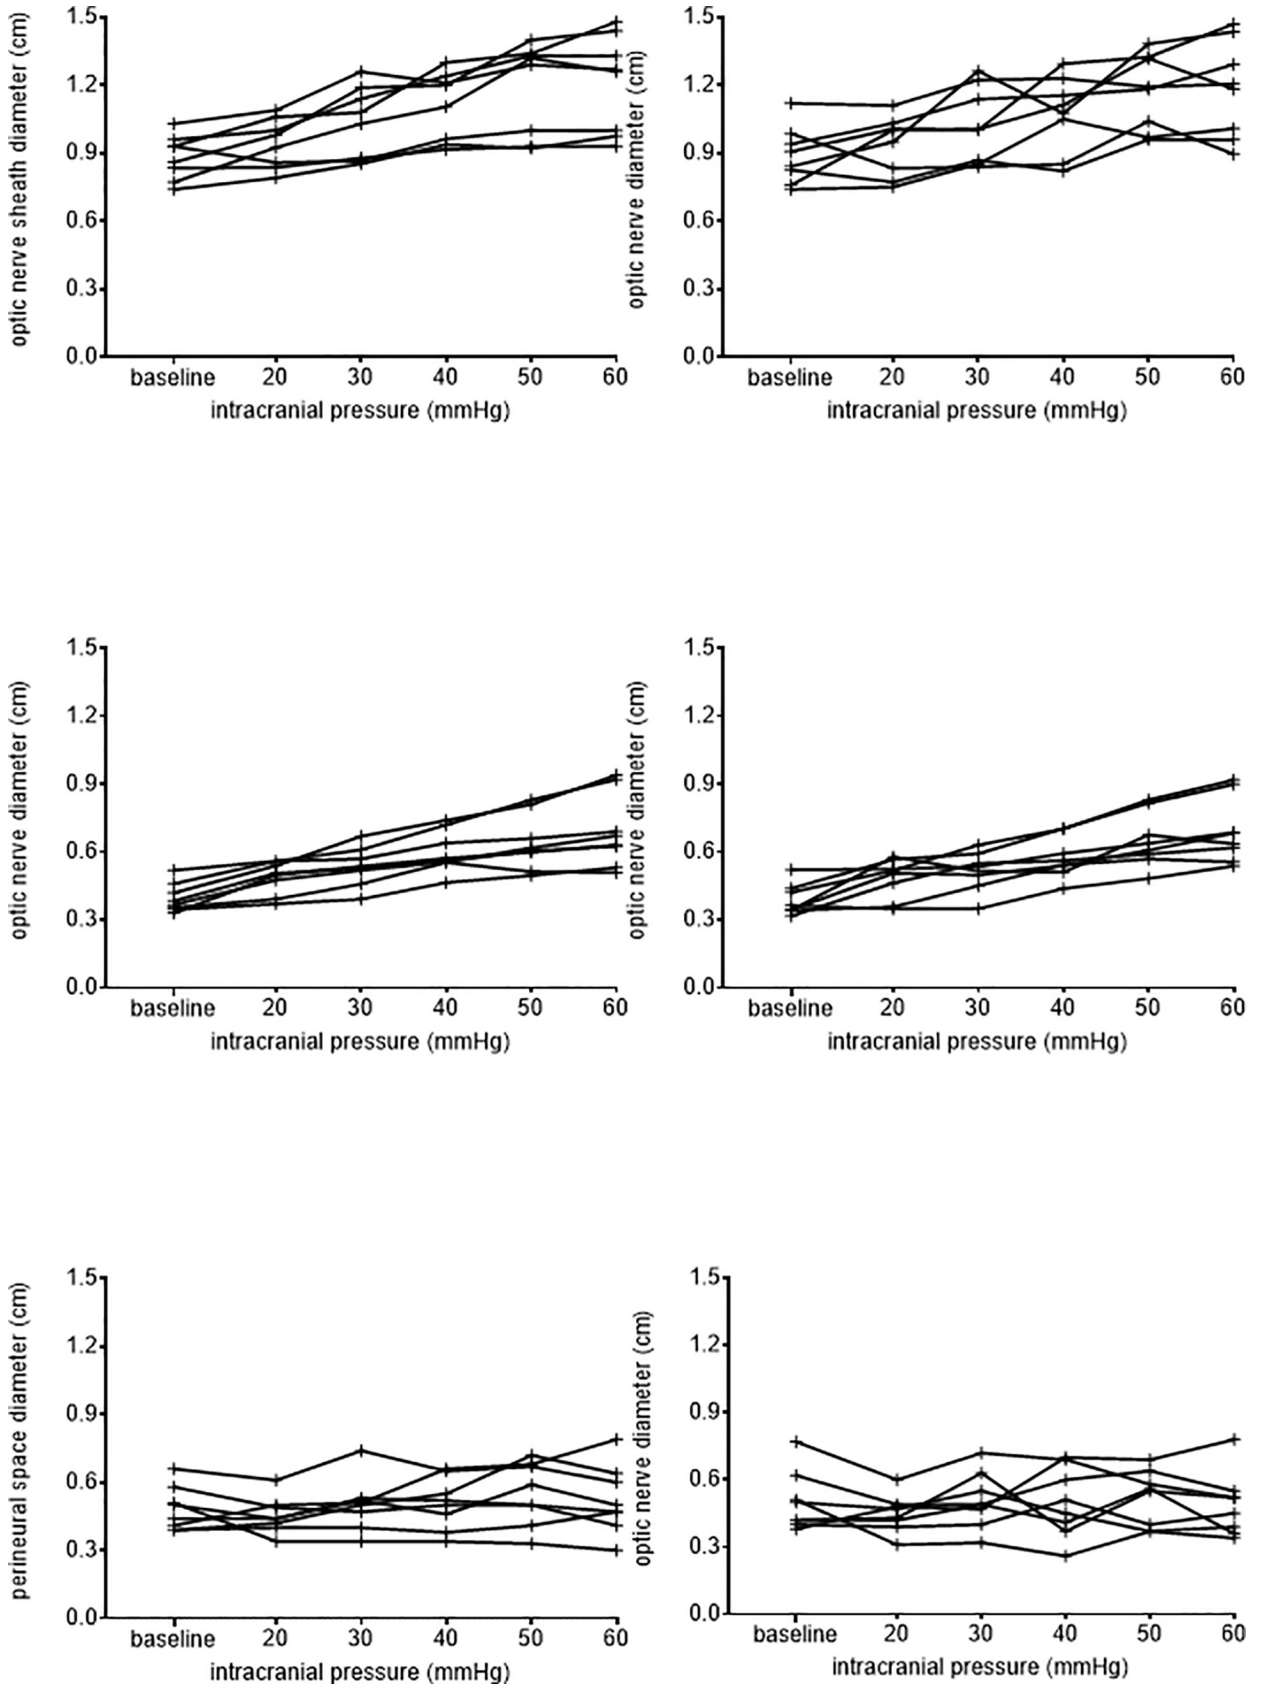 optic nerve sheath diameter (cm)
1.5
1.2
0.9
0.6
0.3
0.0
baseline 20 30 40 50 60
intracranial pressure (mmHg)
optic nerve diameter (cm)
1.5
1.2
0.9
0.6
0.3
0.0
baseline 20 30 40 50 60
intracranial pressure (mmHg)
optic nerve diameter (cm)
1.5
1.2
0.9
0.6
0.3
0.0
baseline 20 30 40 50 60
intracranial pressure (mmHg)
optic nerve diameter (cm)
1.5
1.2
0.9
0.6
0.3
0.0
baseline 20 30 40 50 60
intracranial pressure (mmHg)
perineural space diameter (cm)
1.5
1.2
0.9
0.6
0.3
0.0
baseline 20 30 40 50 60
intracranial pressure (mmHg)
optic nerve diameter (cm)
1.5
1.2
0.9
0.6
0.3
0.0
baseline 20 30 40 50 60
intracranial pressure (mmHg)